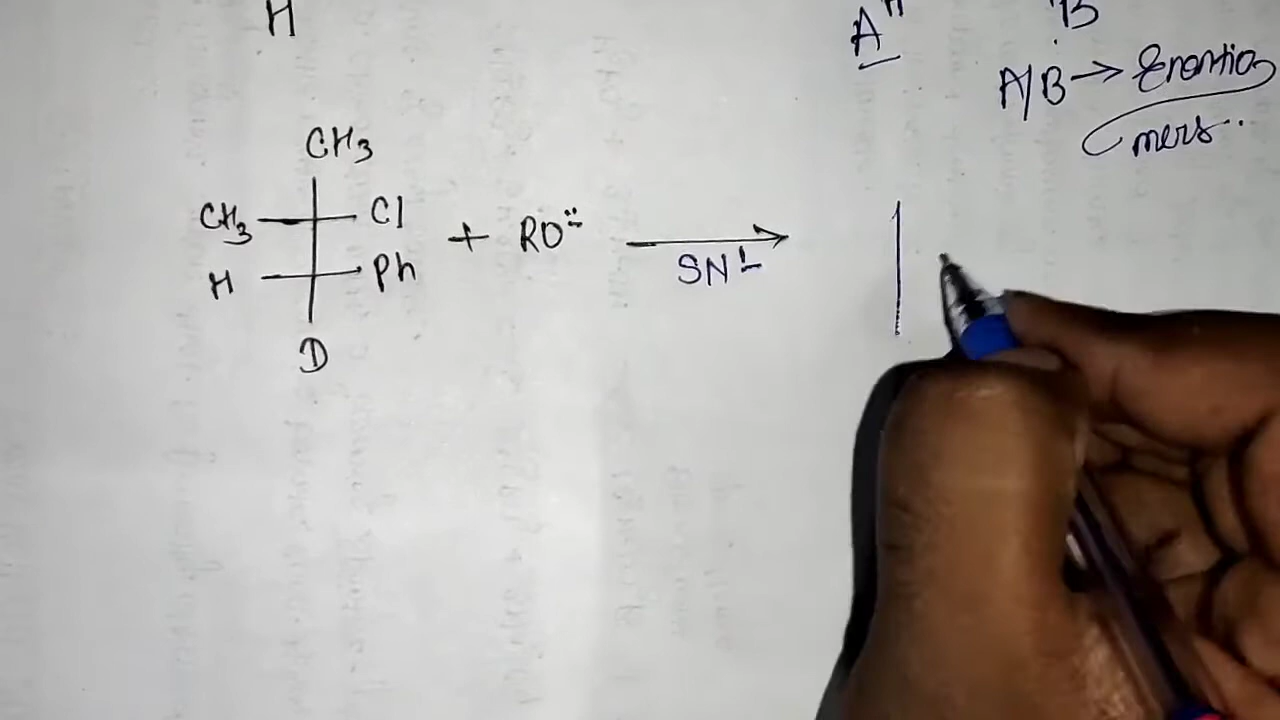 H
A"
B
A/B → Enantio
mers..
CH3
CH3 Cl + RO:- → 
SN1
H Ph
D